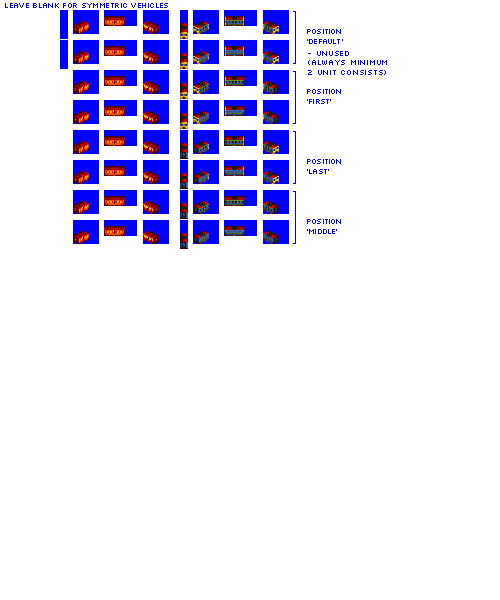 LEAVE BLANK FOR SYMMETRIC VEHICLES
POSITION
'DEFAULT'
- UNUSED
(ALWAYS MINIMUM
2 UNIT CONSISTS)
POSITION
'FIRST'
POSITION
'LAST'
POSITION
'MIDDLE'